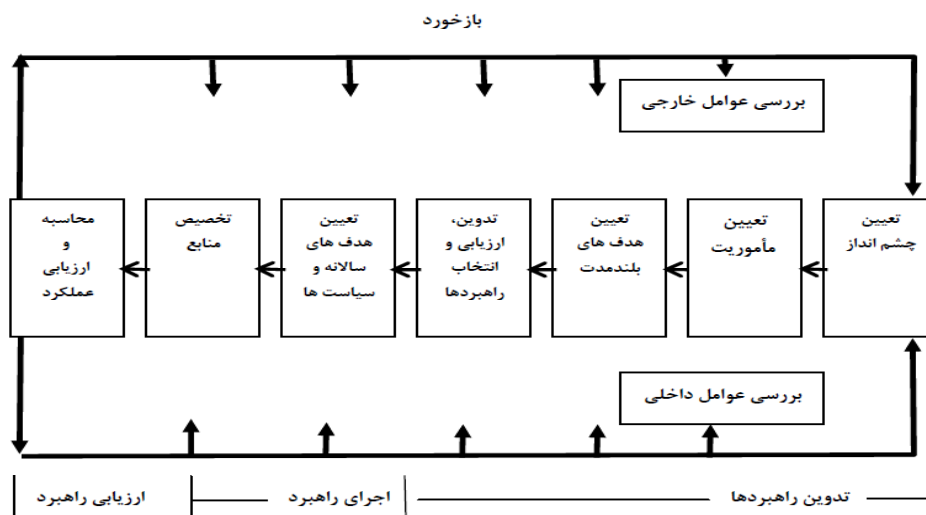 بازخورد
بررسی عوامل خارجی
تعیین
چشم انداز
تعیین
مأموریت
تعیین
هدف های
بلندمدت
تدوین،
ارزیابی و
انتخاب
راهبردها
تعیین
هدف های
سالانه و
سیاست ها
تخصیص
منابع
محاسبه
و
ارزیابی
عملکرد
بررسی عوامل داخلی
تدوین راهبردها
اجرای راهبرد
ارزیابی راهبرد